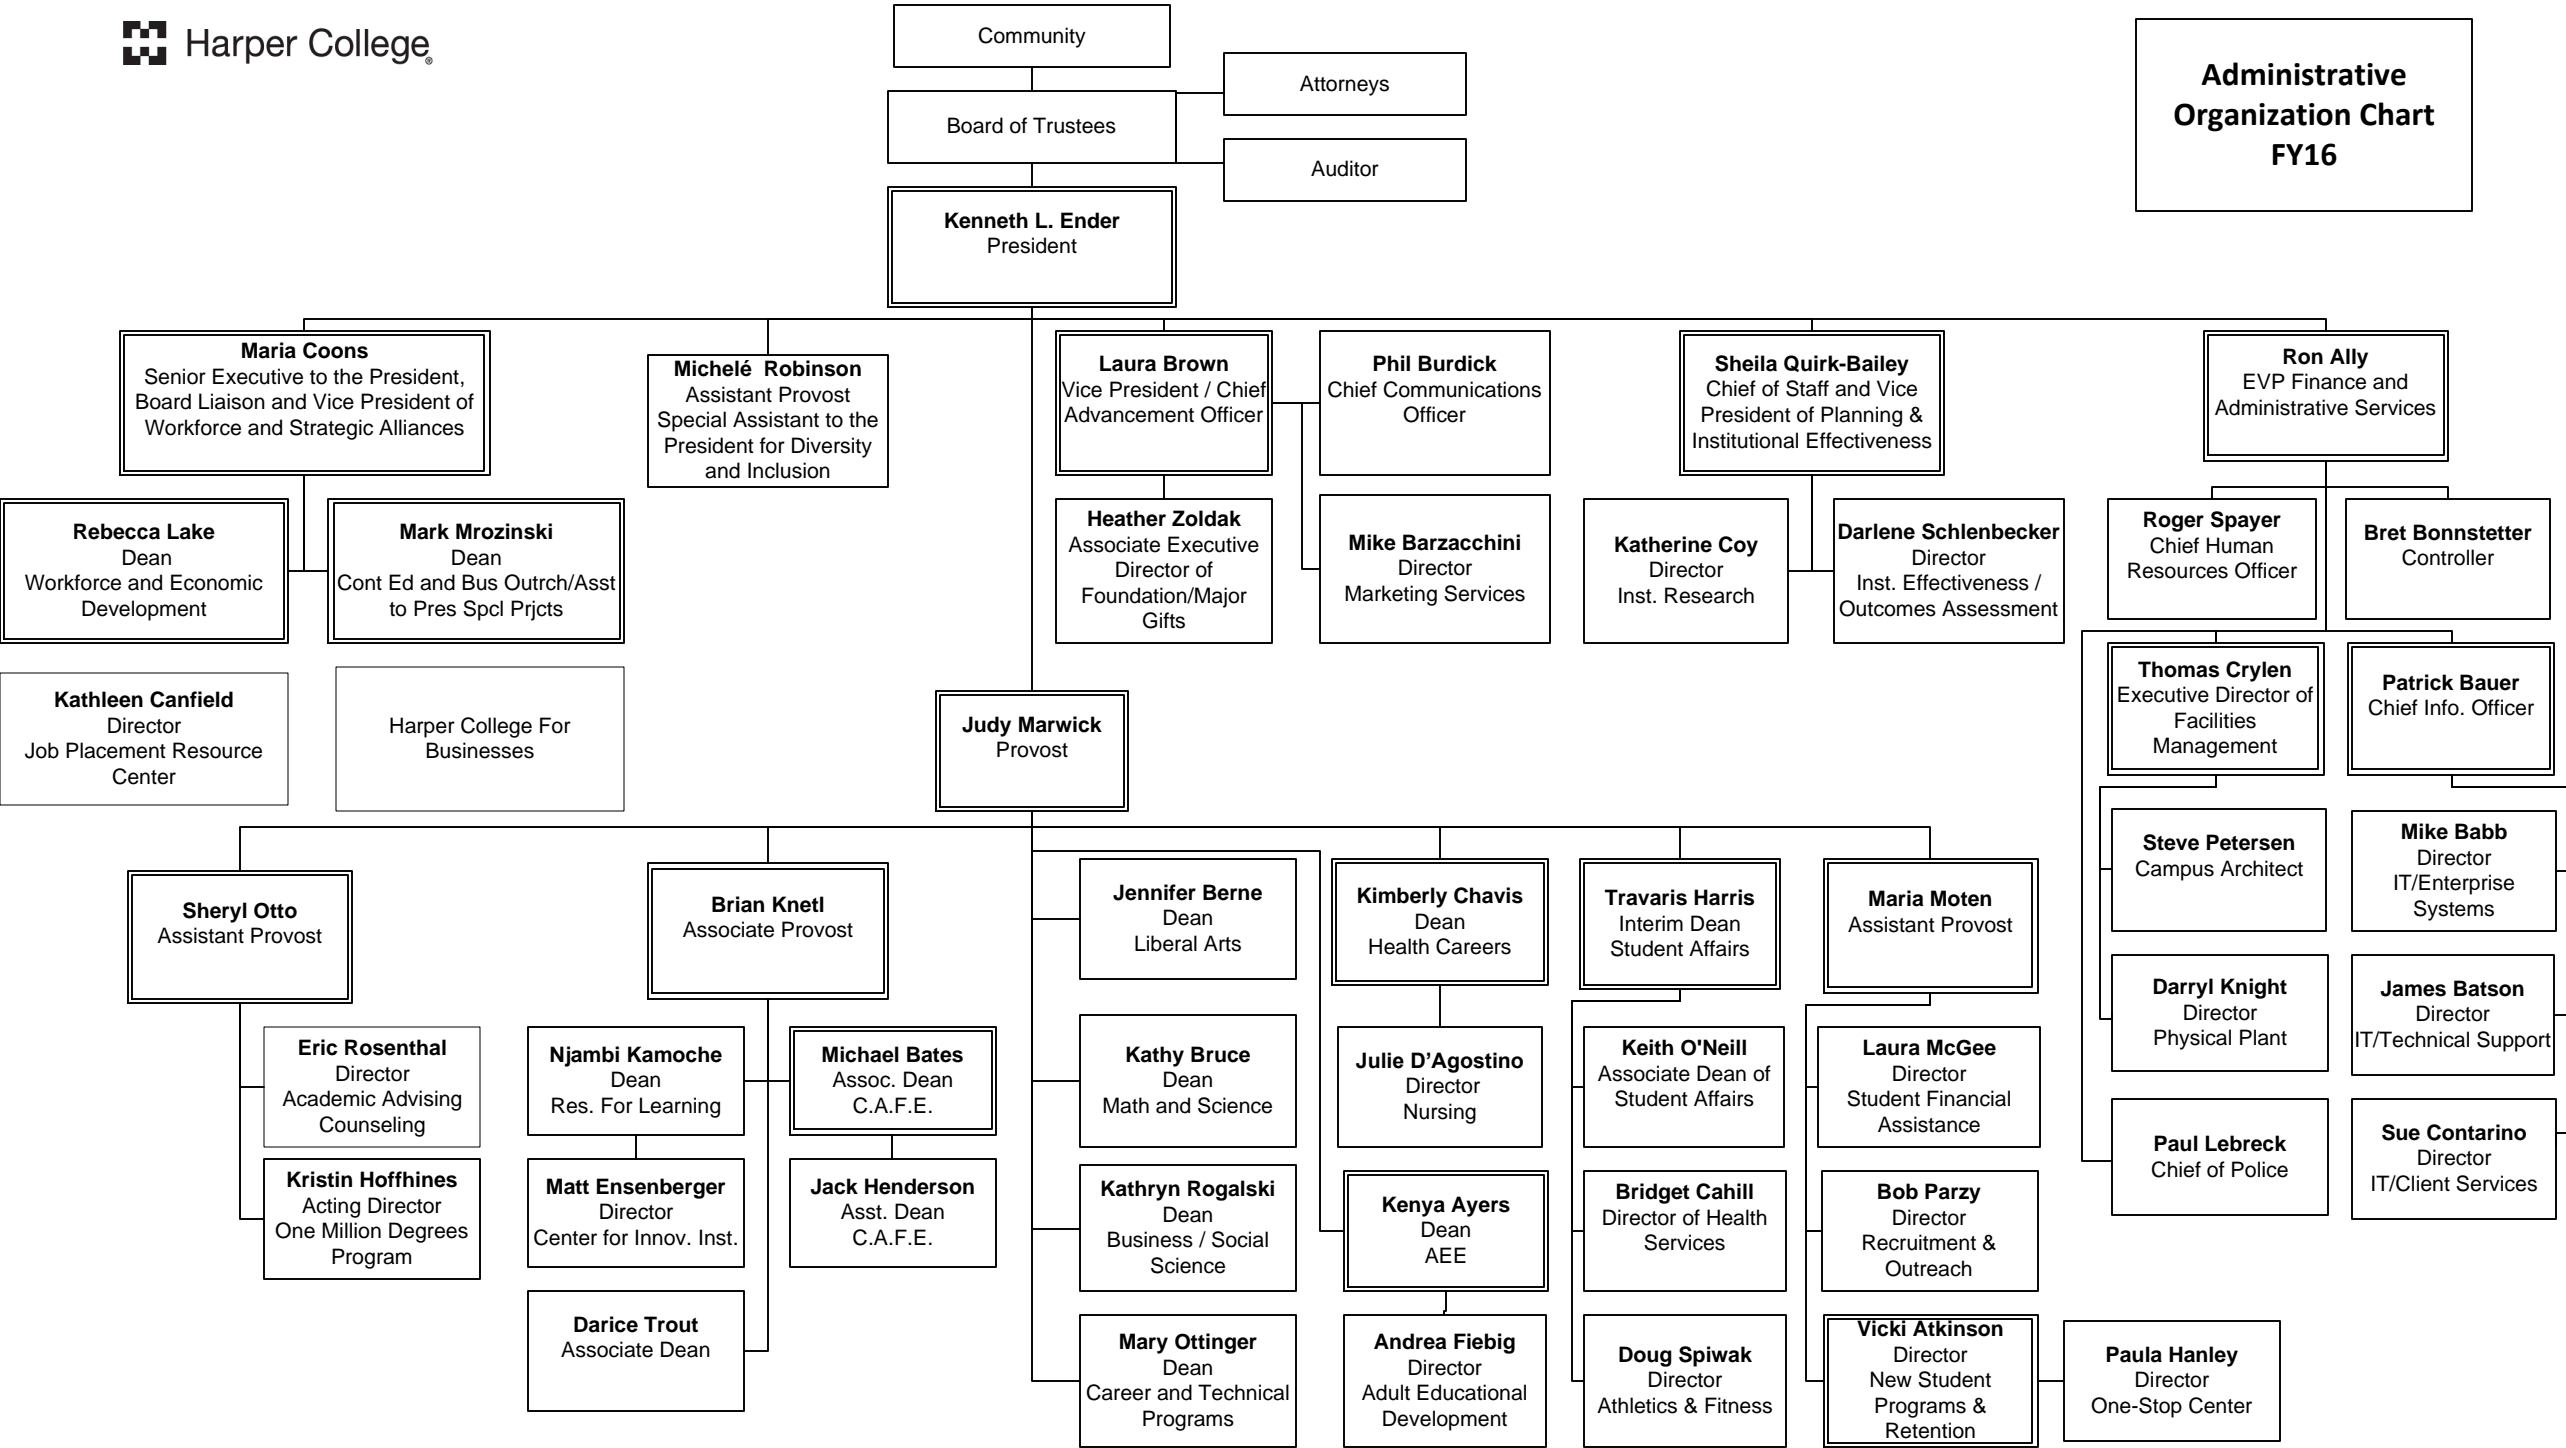 Harper College®
Community
Administrative
Organization Chart
FY16
Attorneys
Board of Trustees
Auditor
Kenneth L. Ender
President
Maria Coons
Senior Executive to the President,
Board Liaison and Vice President of
Workforce and Strategic Alliances
Michelé  Robinson
Assistant Provost
Special Assistant to the
President for Diversity
and Inclusion
Laura Brown
Vice President / Chief
Advancement Officer
Phil Burdick
Chief Communications
Officer
Sheila Quirk-Bailey
Chief of Staff and Vice
President of Planning &
Institutional Effectiveness
Ron Ally
EVP Finance and
Administrative Services
Rebecca Lake
Dean
Workforce and Economic
Development
Mark Mrozinski
Dean
Cont Ed and Bus Outrch/Asst
to Pres Spcl Prjcts
Heather Zoldak
Associate Executive
Director of
Foundation/Major
Gifts
Mike Barzacchini
Director
Marketing Services
Katherine Coy
Director
Inst. Research
Darlene Schlenbecker
Director
Inst. Effectiveness /
Outcomes Assessment
Roger Spayer
Chief Human
Resources Officer
Bret Bonnstetter
Controller
Kathleen Canfield
Director
Job Placement Resource
Center
Harper College For
Businesses
Judy Marwick
Provost
Thomas Crylen
Executive Director of
Facilities
Management
Patrick Bauer
Chief Info. Officer
Sheryl Otto
Assistant Provost
Brian Knetl
Associate Provost
Jennifer Berne
Dean
Liberal Arts
Kimberly Chavis
Dean
Health Careers
Travaris Harris
Interim Dean
Student Affairs
Maria Moten
Assistant Provost
Steve Petersen
Campus Architect
Mike Babb
Director
IT/Enterprise
Systems
Eric Rosenthal
Director
Academic Advising
Counseling
Njambi Kamoche
Dean
Res. For Learning
Michael Bates
Assoc. Dean
C.A.F.E.
Kathy Bruce
Dean
Math and Science
Julie D’Agostino
Director
Nursing
Keith O'Neill
Associate Dean of
Student Affairs
Laura McGee
Director
Student Financial
Assistance
Darryl Knight
Director
Physical Plant
James Batson
Director
IT/Technical Support
Kristin Hoffhines
Acting Director
One Million Degrees
Program
Matt Ensenberger
Director
Center for Innov. Inst.
Jack Henderson
Asst. Dean
C.A.F.E.
Kathryn Rogalski
Dean
Business / Social
Science
Kenya Ayers
Dean
AEE
Bridget Cahill
Director of Health
Services
Bob Parzy
Director
Recruitment &
Outreach
Paul Lebreck
Chief of Police
Sue Contarino
Director
IT/Client Services
Darice Trout
Associate Dean
Mary Ottinger
Dean
Career and Technical
Programs
Andrea Fiebig
Director
Adult Educational
Development
Doug Spiwak
Director
Athletics & Fitness
Vicki Atkinson
Director
New Student
Programs &
Retention
Paula Hanley
Director
One-Stop Center